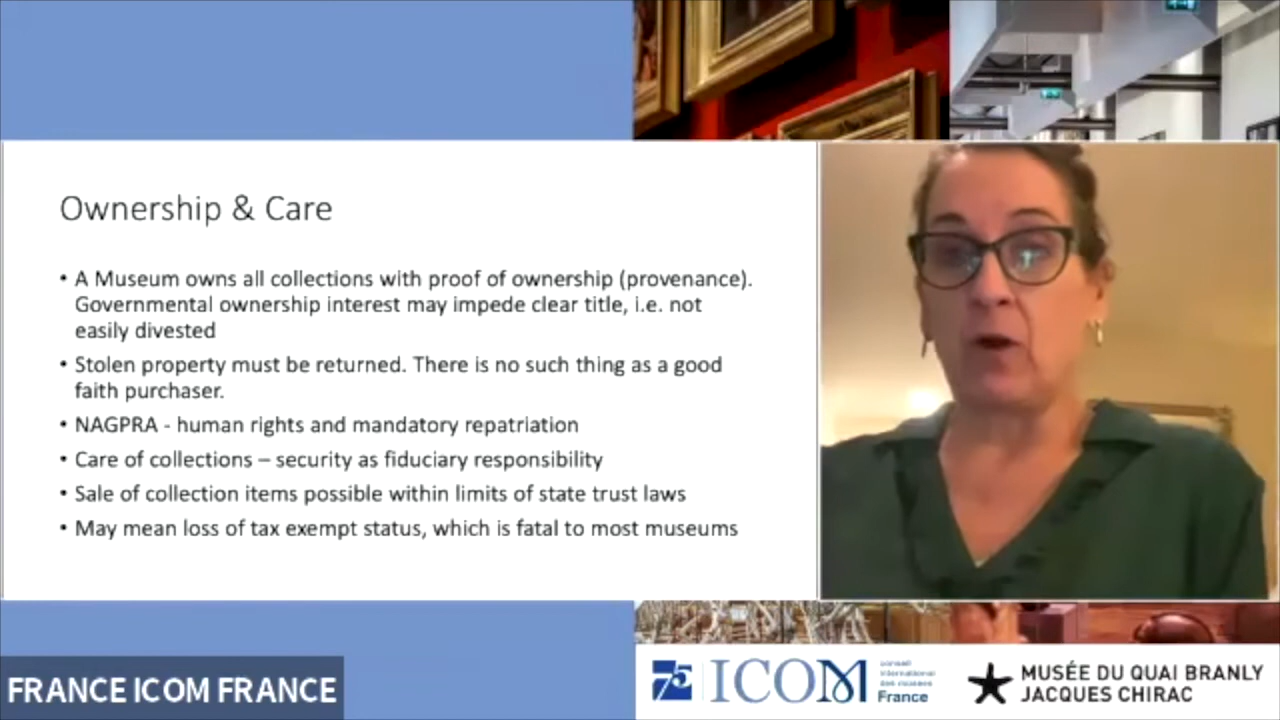 Ownership & Care
• A Museum owns all collections with proof of ownership (provenance).
Governmental ownership interest may impede clear title, i.e. not
easily divested
• Stolen property must be returned. There is no such thing as a good
faith purchaser.
• NAGPRA - human rights and mandatory repatriation
• Care of collections – security as fiduciary responsibility
• Sale of collection items possible within limits of state trust laws
• May mean loss of tax exempt status, which is fatal to most museums
FRANCE ICOM FRANCE
75
ICOM
conseil
international
des musées
France
MUSÉE DU QUAI BRANLY
JACQUES CHIRAC